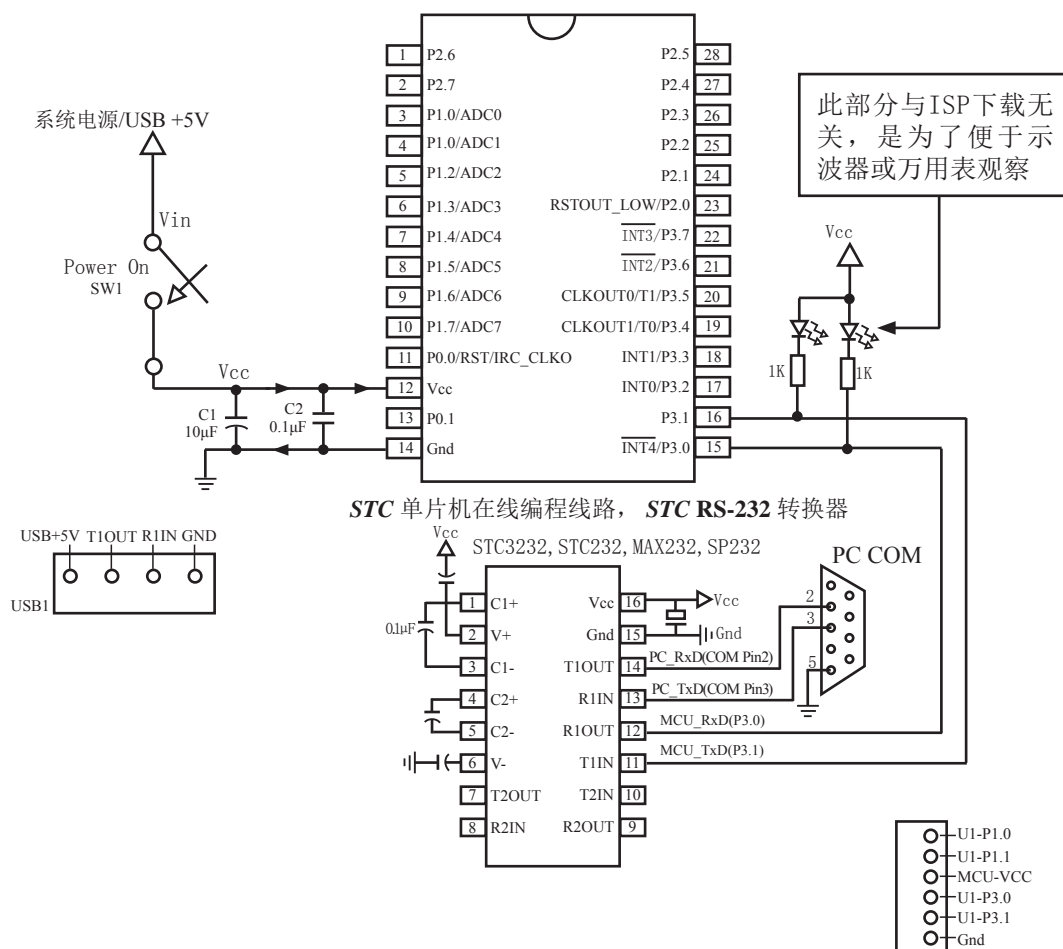 系统电源/USB +5V
Vin
Power On
SW1
Vcc
C1
10μF
C2
0.1μF
1 P2.6
2 P2.7
3 P1.0/ADC0
4 P1.0/ADC1
5 P1.2/ADC2
6 P1.3/ADC3
7 P1.4/ADC4
8 P1.5/ADC5
9 P1.6/ADC6
10 P1.7/ADC7
11 P0.0/RST/IRC_CLKO
12 Vcc
13 P0.1
14 Gnd
P2.5 28
P2.4 27
P2.3 26
P2.2 25
P2.1 24
RSTOUT_LOW/P2.0 23
INT3/P3.7 22
INT2/P3.6 21
CLKOUT0/T1/P3.5 20
CLKOUT1/T0/P3.4 19
INT1/P3.3 18
INT0/P3.2 17
P3.1 16
INT4/P3.0 15
此部分与ISP下载无
关，是为了便于示
波器或万用表观察
Vcc
1K
1K
STC 单片机在线编程线路， STC RS-232 转换器
STC3232,STC232,MAX232,SP232
USB+5V T1OUT R1IN GND
USB1
Vcc
0.1μF
1 C1+
2 V+
3 C1-
4 C2+
5 C2-
6 V-
7 T2OUT
8 R2IN
Vcc 16
Gnd 15
T1OUT 14
R1IN 13
R1OUT 12
T1IN 11
T2IN 10
R2OUT 9
Vcc
Gnd
PC_RxD(COM Pin2)
PC_TxD(COM Pin3)
MCU_RxD(P3.0)
MCU_TxD(P3.1)
PC COM
2
3
5
U1-P1.0
U1-P1.1
MCU-VCC
U1-P3.0
U1-P3.1
Gnd